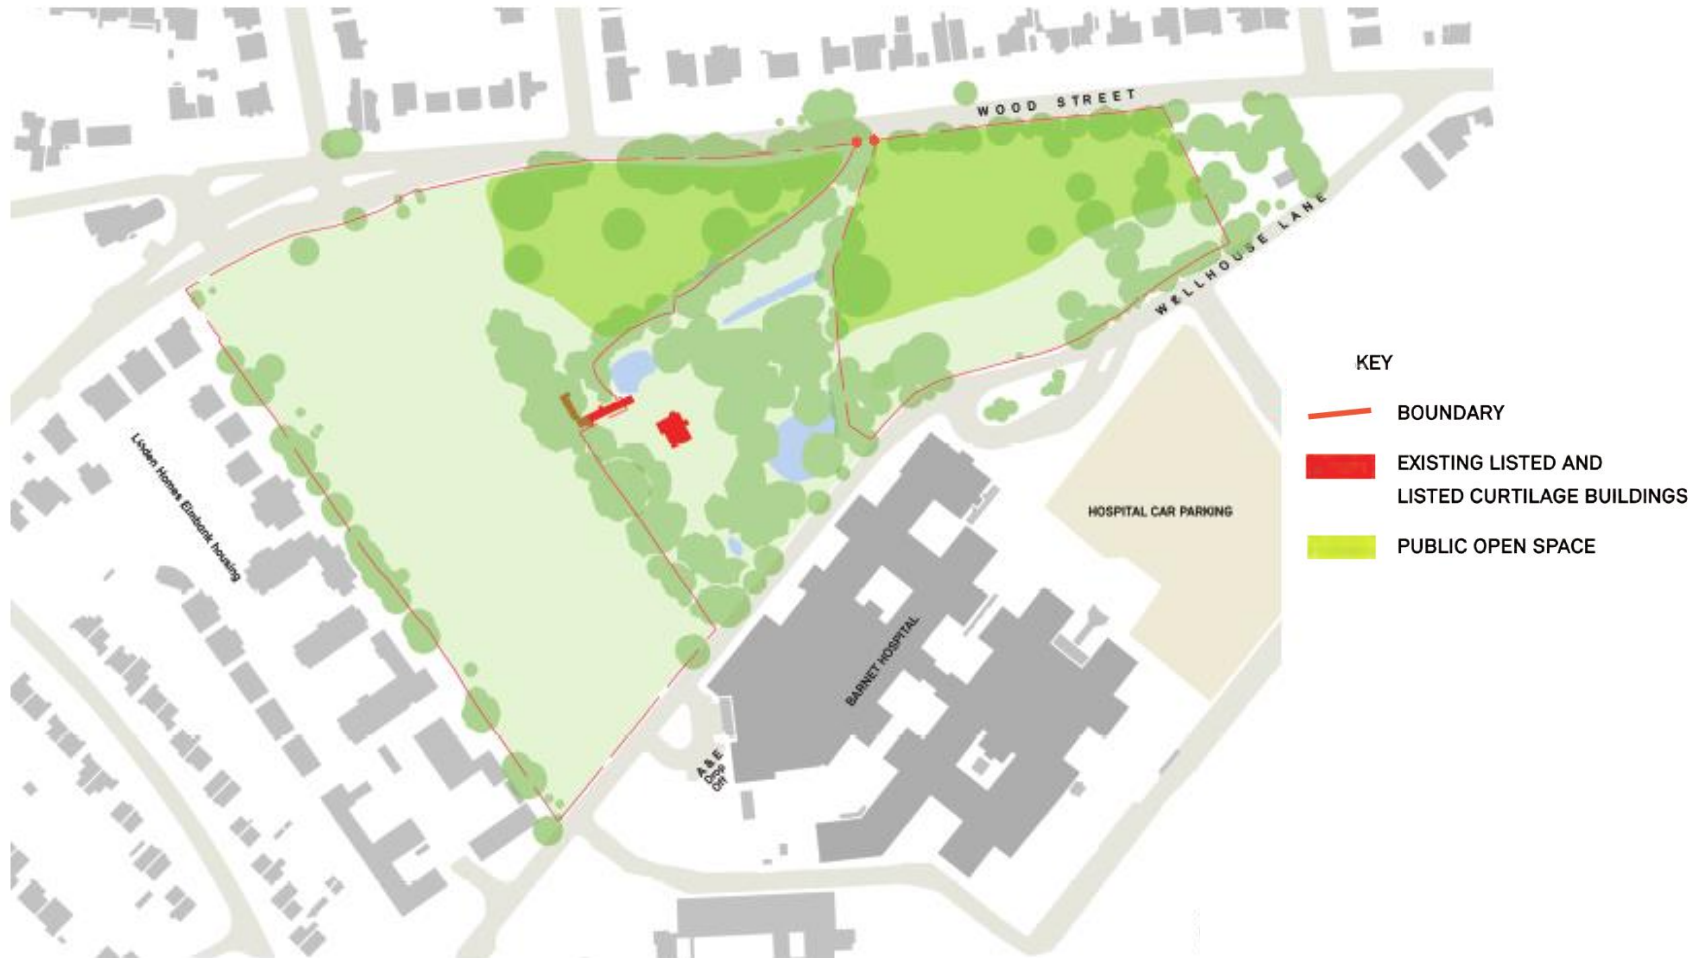 WOOD STREET
WELLHOUSE LANE
KEY
BOUNDARY
EXISTING LISTED AND
LISTED CURTILAGE BUILDINGS
PUBLIC OPEN SPACE
HOSPITAL CAR PARKING
Linden Homes Elmbank housing
BARNET HOSPITAL
A & E
Drop
Off